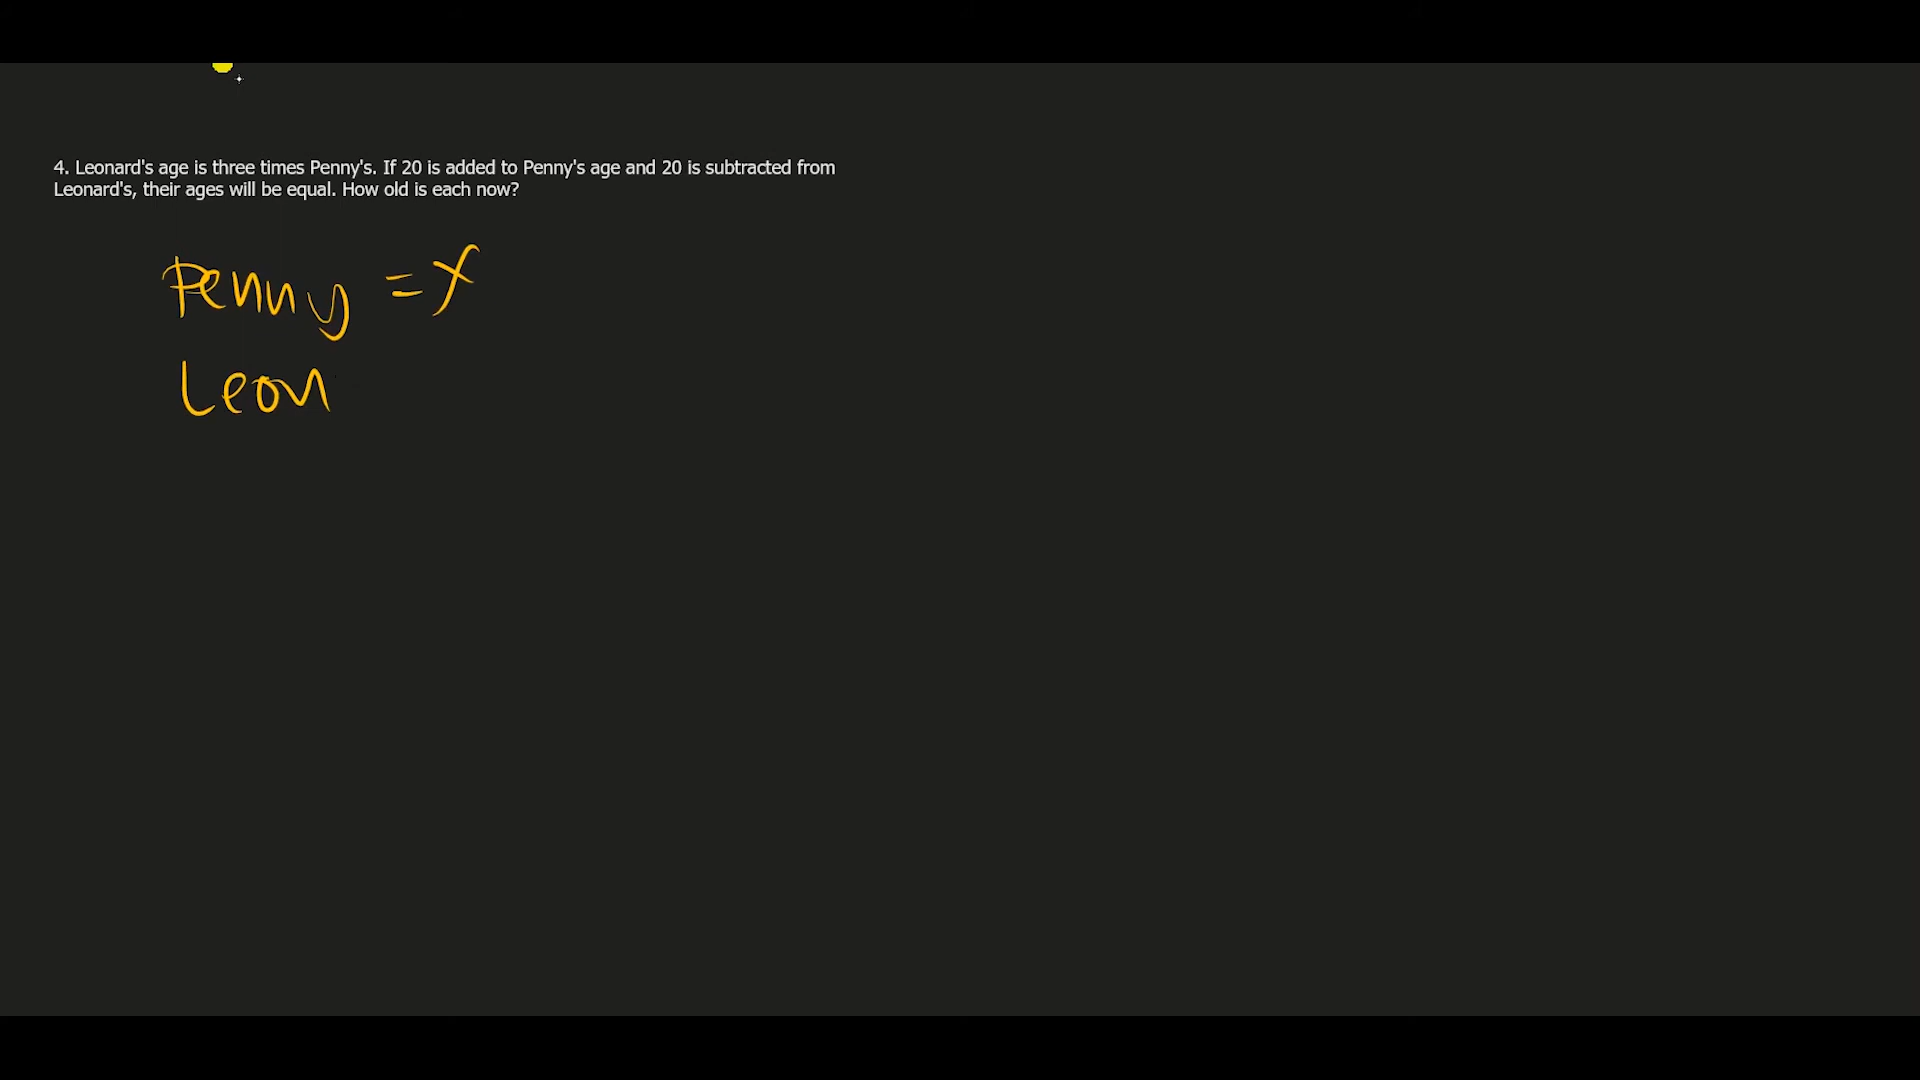 4. Leonard's age is three times Penny's. If 20 is added to Penny's age and 20 is subtracted from
Leonard's, their ages will be equal. How old is each now?
Penny = x
Leon